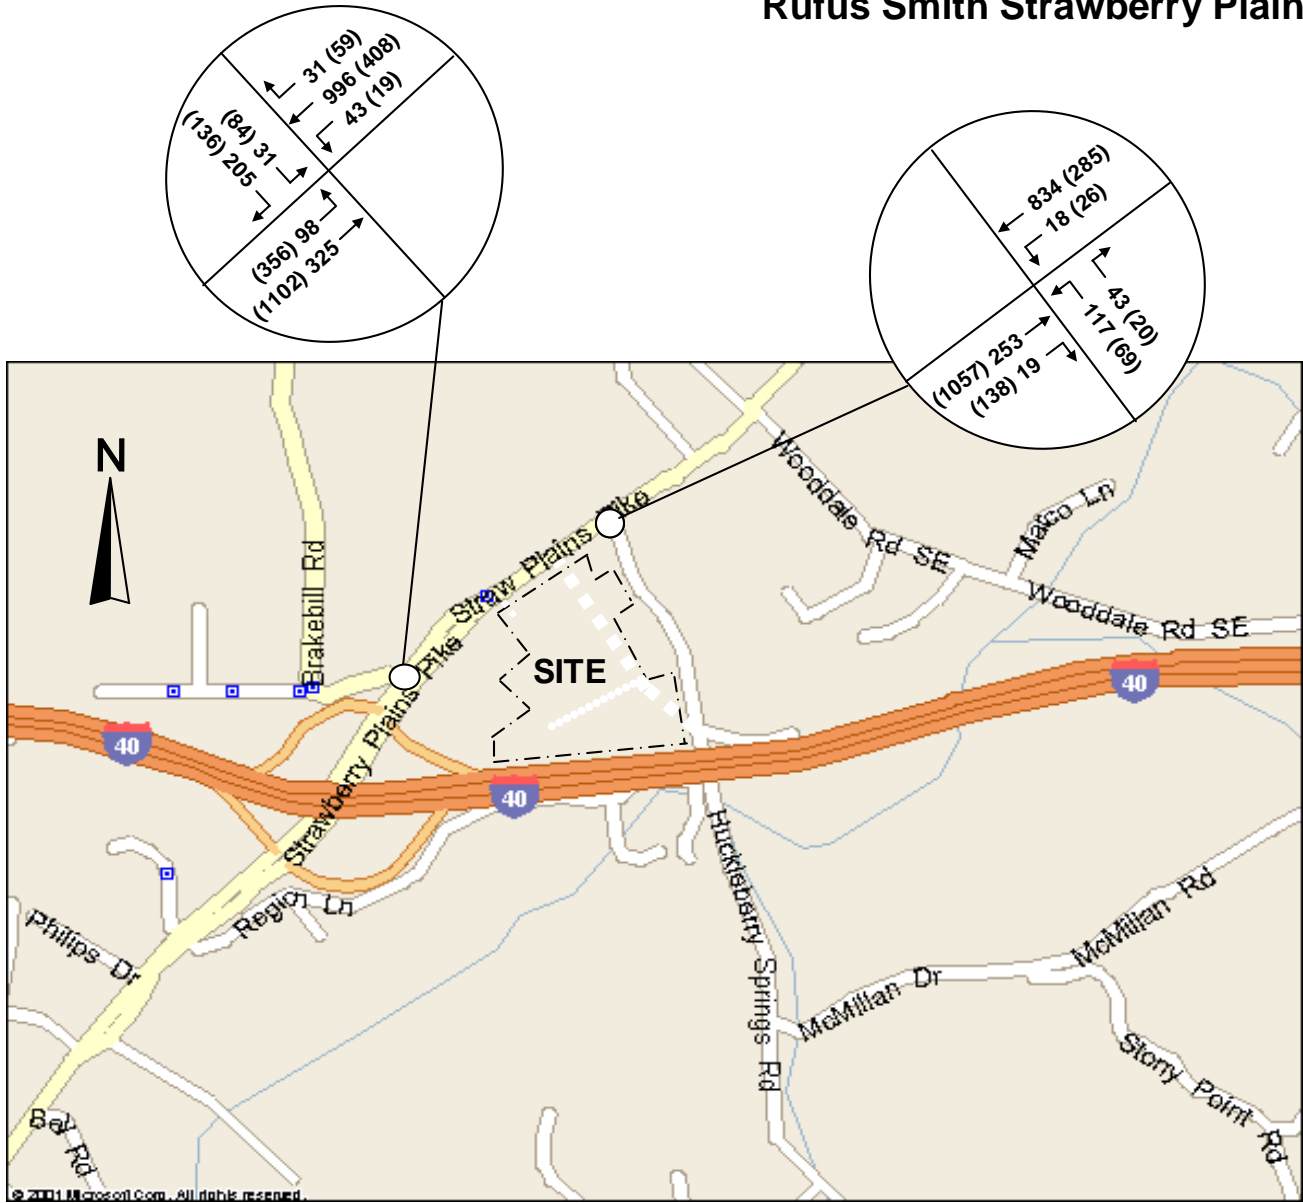 Rufus Smith Strawberry Plain
31 (59)
996 (408)
43 (19)
(84) 31
(136) 205
(356) 98
(1102) 325
834 (285)
18 (26)
43 (20)
117 (69)
(1057) 253
(138) 19
N
Brakebill Rd
Straw Plains Pike
Strawberry Plains Pike
SITE
Wooddale Rd SE
Malco Ln
Wooddale Rd SE
40
40
40
Huckleberry Springs Rd
Region Ln
Philips Dr
McMillan Rd
McMillan Dr
Stony Point Rd
Rd
© 2001 Microsoft Corp. All rights reserved.